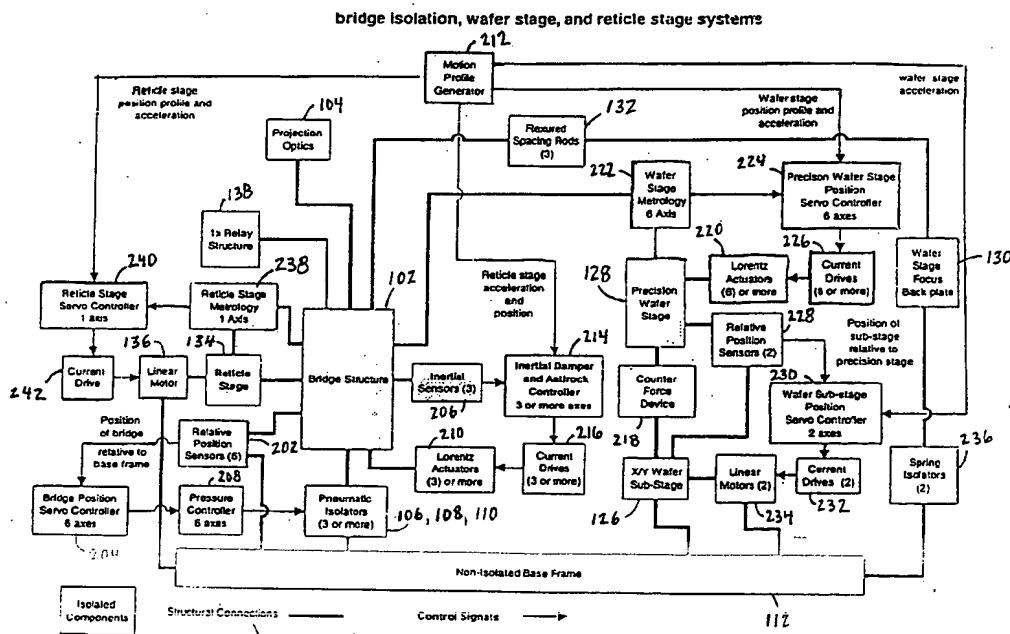 bridge isolation, wafer stage, and reticle stage systems
212
Motion
Profile
Generator
Reticle stage
position profile and
acceleration
wafer stage
acceleration
104
Projection
Optics
132
Flexured
Spacing Rods
(3)
Wafer stage
position profile and
acceleration
222
Wafer
Stage
Metrology
6 Axis
224
Precison Wafer Stage
Position
Servo Controller
6 axes
138
1x Relay
Structure
240
Reticle Stage
Servo Controller
1 axis
238
Reticle Stage
Metrology
1 Axis
102
Bridge Structure
Reticle stage
acceleration
and
position
128
Precision Wafer
Stage
220
Lorentz
Actuators
(6) or more
226
Current
Drives
(6 or more)
Water
Stage
Focus
Back plate
130
242
Current
Drive
136
Linear
Motor
134
Reticle
Stage
Inertial
Sensors (3)
206
214
Inertial Damper
and Antirock
Controller
3 or more axes
228
Relative
Position
Sensors (2)
Position of
sub-stage
relative to
precision stage
Counter
Force
Device
218
230
Wafer Sub-stage
Position
Servo Controller
2 axes
Position
of bridge
relative to
base frame
Relative
Position
Sensors (6)
202
210
Lorentz
Actuators
(3) or more
216
Current
Drives
(3 or more)
X/Y Wafer
Sub-Stage
126
Linear
Motors (2)
234
Current
Drives (2)
232
236
Spring
Isolators
(2)
Bridge Position
Servo Controller
6 axes
204
208
Pressure
Controller
6 axes
Pneumatic
Isolators
(3 or more)
106, 108, 110
Non-Isolated Base Frame
112
Isolated
Components
Structural Connections
Control Signals